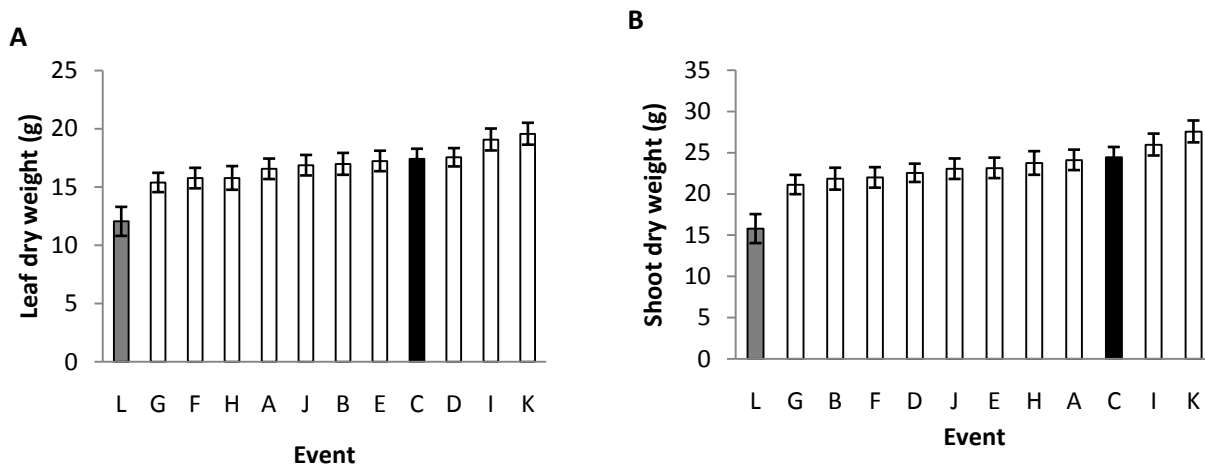 A
Leaf dry weight (g)
25
20
15
10
5
0
L G F H A J B E C D I K
Event
B
Shoot dry weight (g)
35
30
25
20
15
10
5
0
L G B F D J E H A C I K
Event